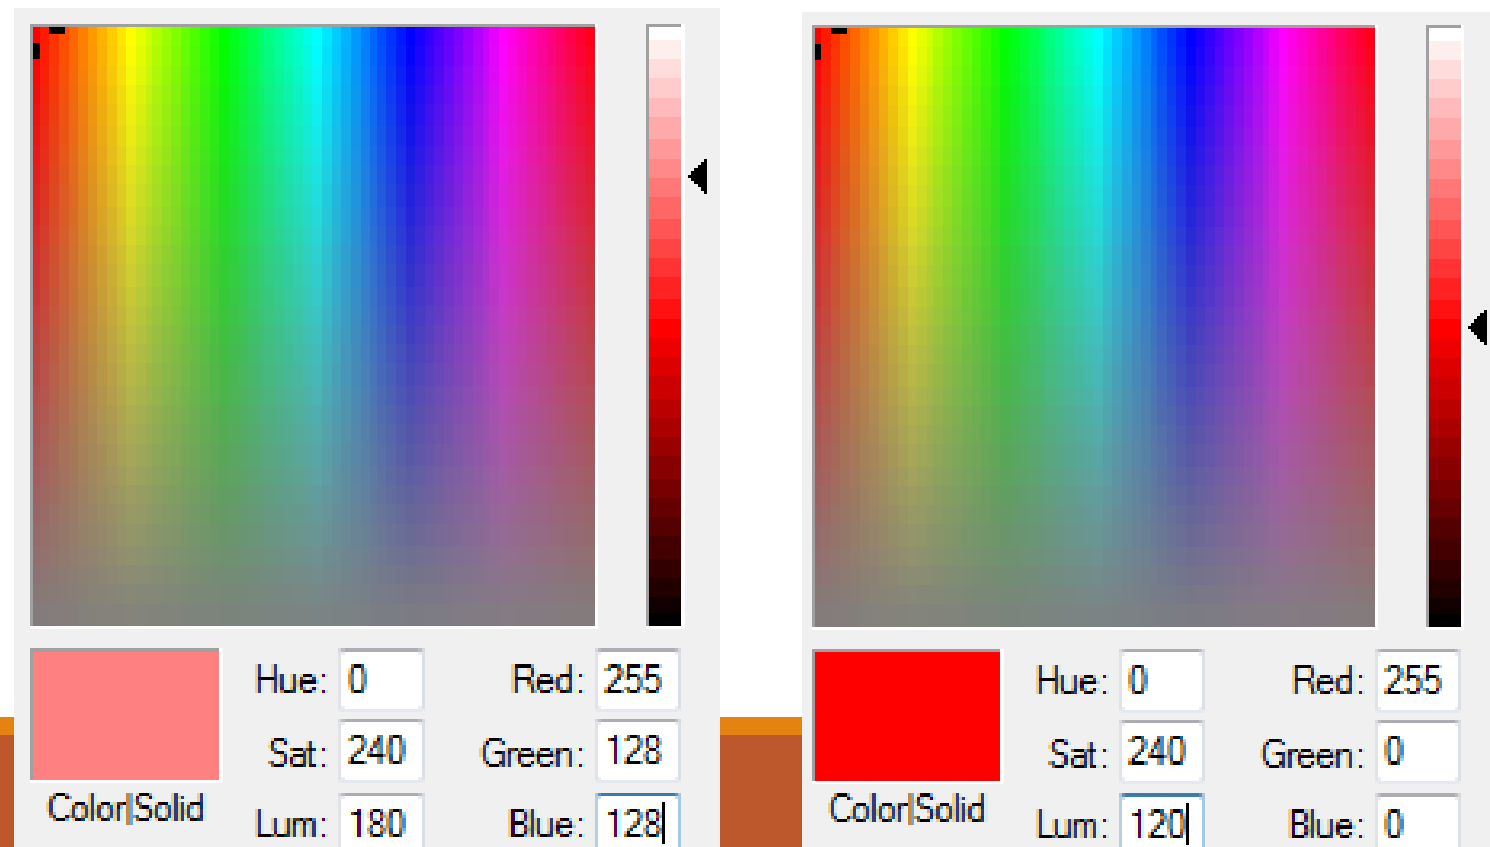 Hue: 0 Red: 255
Sat: 240 Green: 128
Color|Solid
Lum: 180 Blue: 128
Hue: 0 Red: 255
Sat: 240 Green: 0
Color|Solid
Lum: 120 Blue: 0